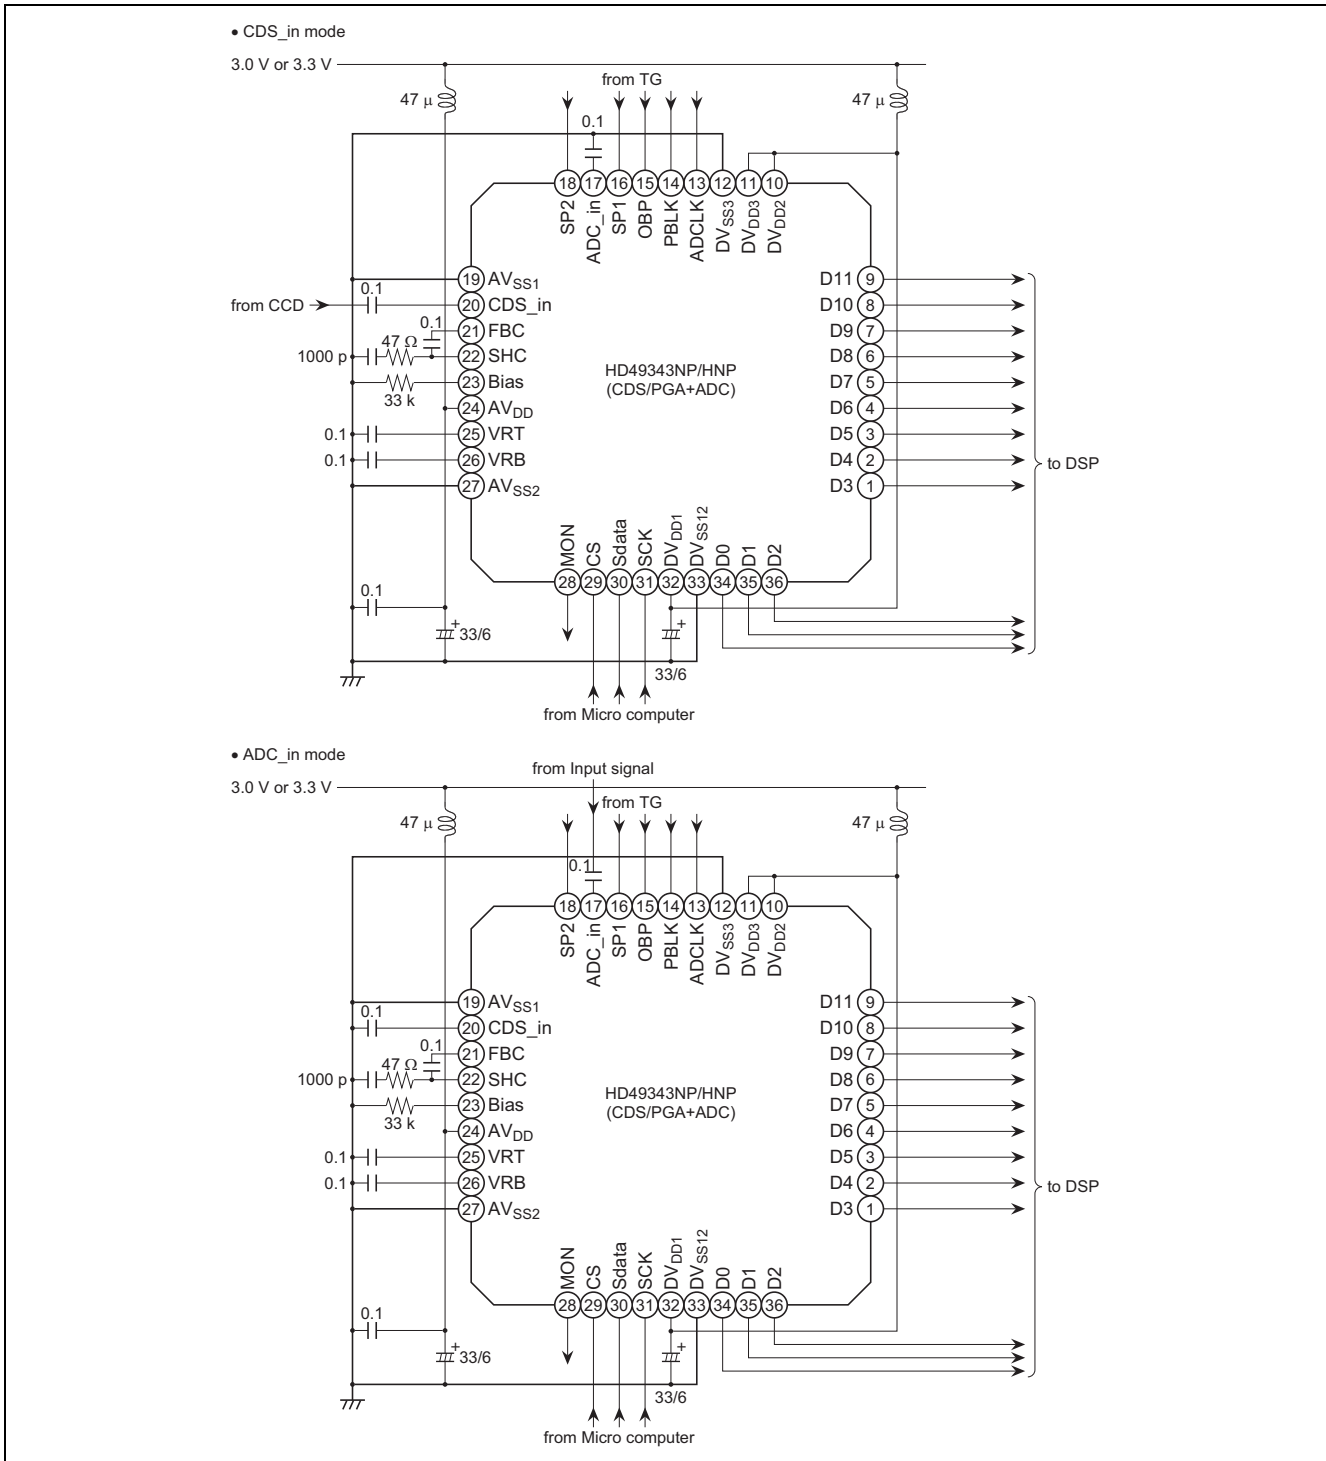 • CDS_in mode
3.0 V or 3.3 V
from TG
47 μ
47 μ
0.1
18 17 16 15 14 13 12 11 10
SP2
ADC_in
SP1
OBP
PBLK
ADCLK
DVSS3
DVDD3
DVDD2
19 AVSS1
0.1
from CCD
20 CDS_in
21 FBC
0.1
47 Ω
1000 p
22 SHC
23 Bias
33 k
24 AVDD
0.1
25 VRT
0.1
26 VRB
27 AVSS2
HD49343NP/HNP
(CDS/PGA+ADC)
D11 9
D10 8
D9 7
D8 6
D7 5
D6 4
D5 3
D4 2
D3 1
to DSP
MON
CS
Sdata
SCK
DVDD1
DVSS12
D0
D1
D2
28 29 30 31 32 33 34 35 36
0.1
+
33/6
+
33/6
from Micro computer
• ADC_in mode
from Input signal
3.0 V or 3.3 V
from TG
47 μ
47 μ
0.1
18 17 16 15 14 13 12 11 10
SP2
ADC_in
SP1
OBP
PBLK
ADCLK
DVSS3
DVDD3
DVDD2
19 AVSS1
0.1
20 CDS_in
21 FBC
0.1
47 Ω
1000 p
22 SHC
23 Bias
33 k
24 AVDD
0.1
25 VRT
0.1
26 VRB
27 AVSS2
HD49343NP/HNP
(CDS/PGA+ADC)
D11 9
D10 8
D9 7
D8 6
D7 5
D6 4
D5 3
D4 2
D3 1
to DSP
MON
CS
Sdata
SCK
DVDD1
DVSS12
D0
D1
D2
28 29 30 31 32 33 34 35 36
0.1
+
33/6
+
33/6
from Micro computer